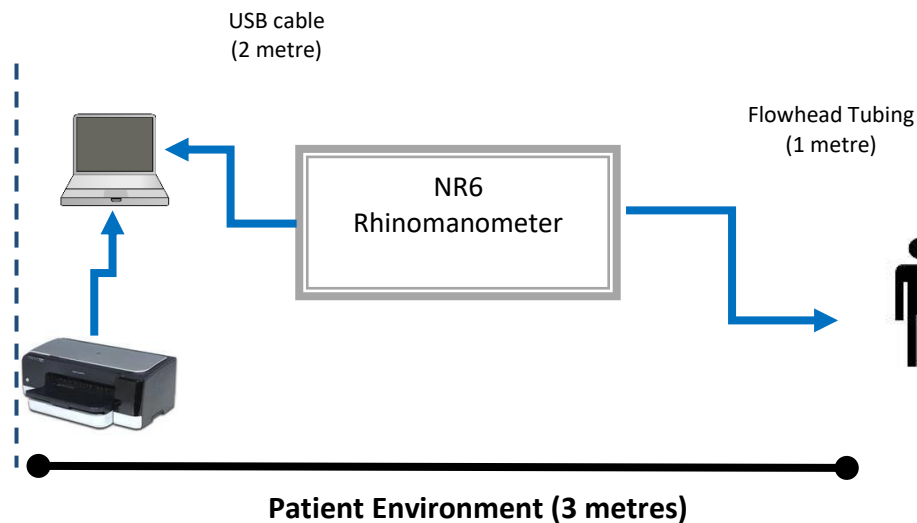 USB cable
(2 metre)
Flowhead Tubing
(1 metre)
NR6
Rhinomanometer
Patient Environment (3 metres)